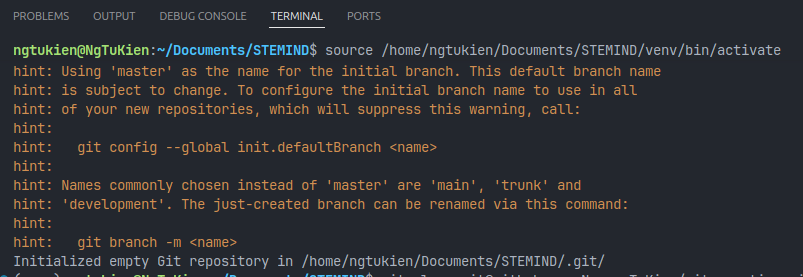 PROBLEMS OUTPUT DEBUG CONSOLE TERMINAL PORTS
ngtukien@NgTuKien:~/Documents/STEMIND$ source /home/ngtukien/Documents/STEMIND/venv/bin/activate
hint: Using 'master' as the name for the initial branch. This default branch name
hint: is subject to change. To configure the initial branch name to use in all
hint: of your new repositories, which will suppress this warning, call:
hint:
hint:   git config --global init.defaultBranch <name>
hint:
hint: Names commonly chosen instead of 'master' are 'main', 'trunk' and
hint: 'development'. The just-created branch can be renamed via this command:
hint:
hint:   git branch -m <name>
Initialized empty Git repository in /home/ngtukien/Documents/STEMIND/.git/